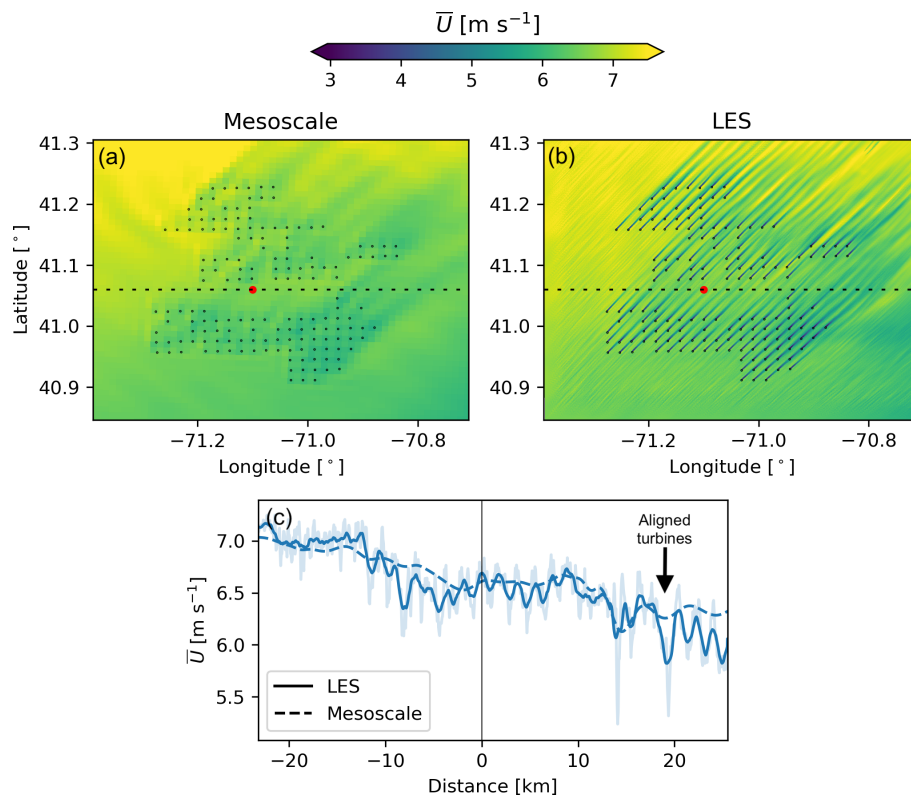 U̅ [m s⁻¹]
3 4 5 6 7
Mesoscale
LES
(a)
(b)
41.3
41.2
41.1
41.0
40.9
Latitude [°]
41.3
41.2
41.1
41.0
40.9
−71.2 −71.0 −70.8
Longitude [°]
−71.2 −71.0 −70.8
Longitude [°]
(c)
Aligned
turbines
7.0
6.5
6.0
5.5
U̅ [m s⁻¹]
LES
Mesoscale
−20 −10 0 10 20
Distance [km]